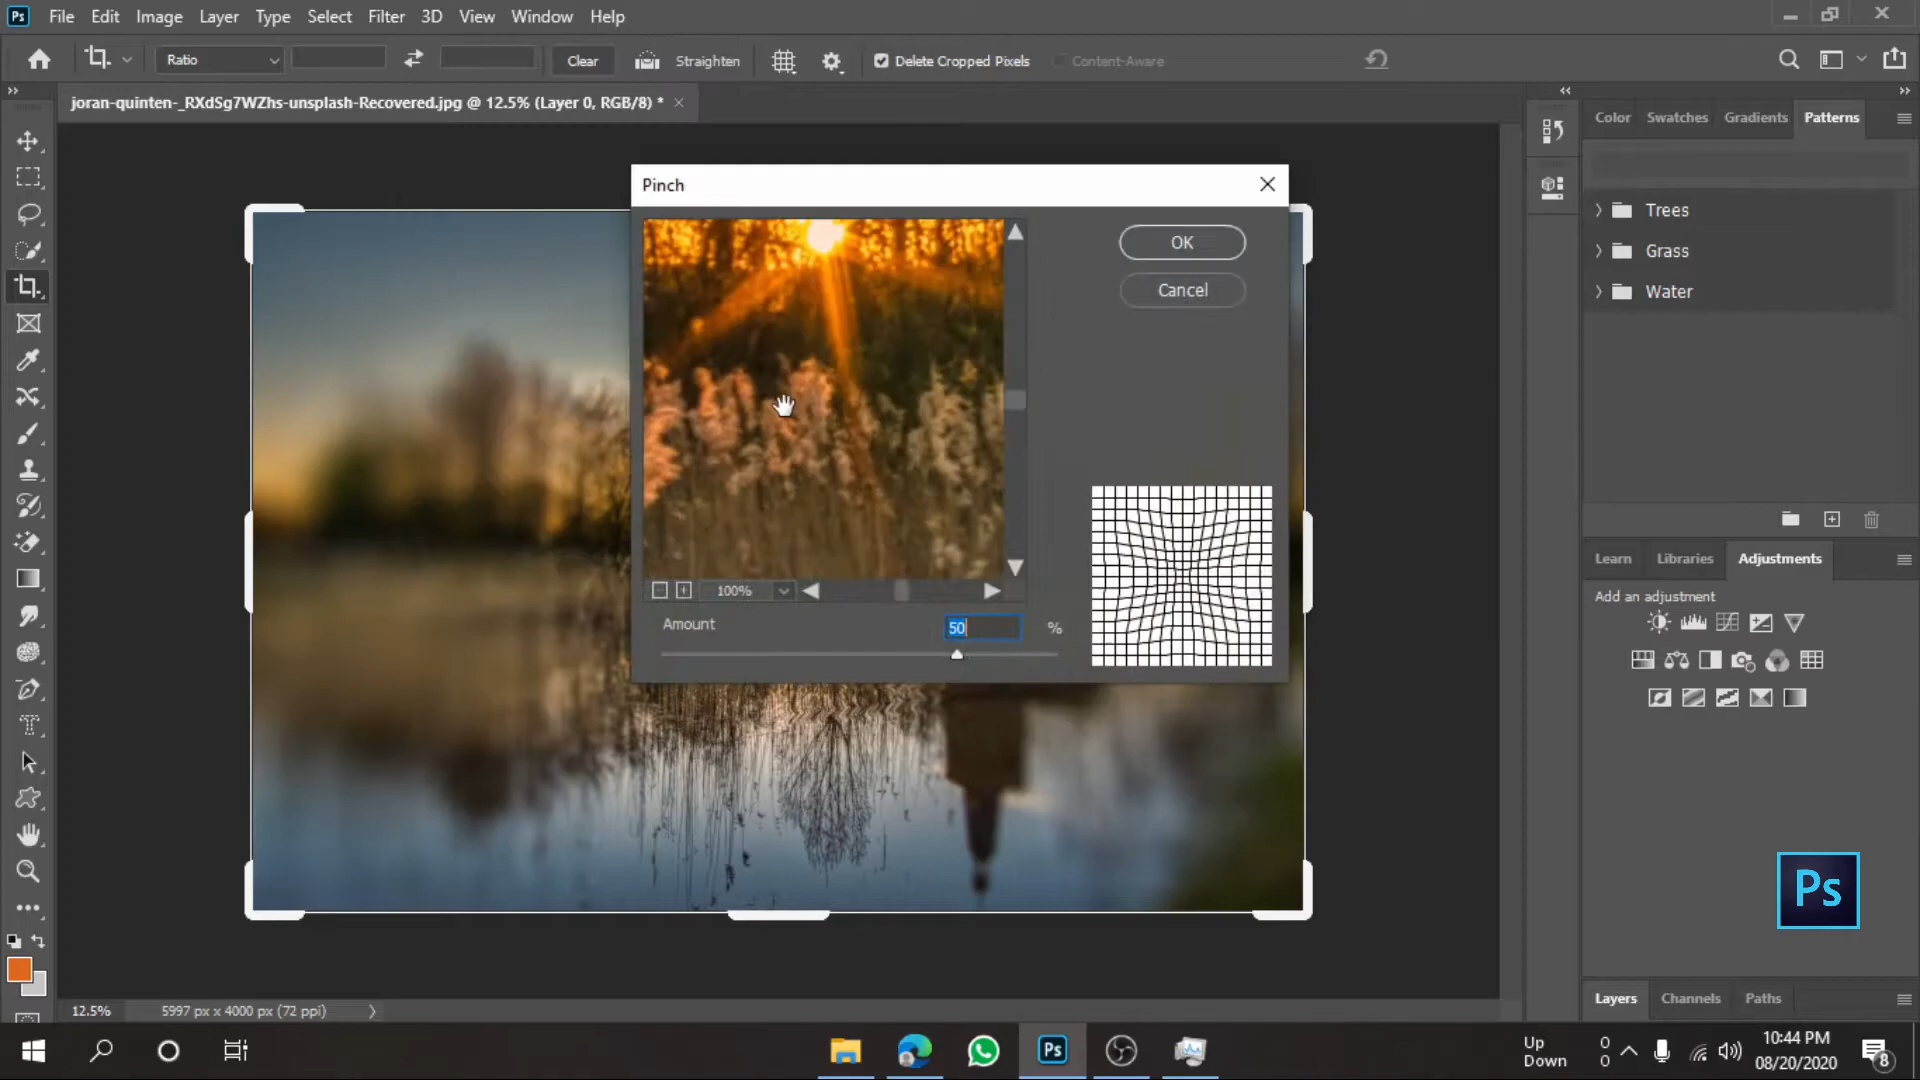 Ps File Edit Image Layer Type Select Filter 3D View Window Help
Ratio Clear Straighten Delete Cropped Pixels Content-Aware
joran-quinten-_RXdSg7WZhs-unsplash-Recovered.jpg @ 12.5% (Layer 0, RGB/8) *
Color Swatches Gradients Patterns
Pinch
OK
Cancel
Trees
Grass
Water
100%
Amount 50 %
Learn Libraries Adjustments
Add an adjustment
Ps
Layers Channels Paths
12.5% 5997 px x 4000 px (72 ppi)
Ps
Up 0
Down 0
10:44 PM
08/20/2020
8